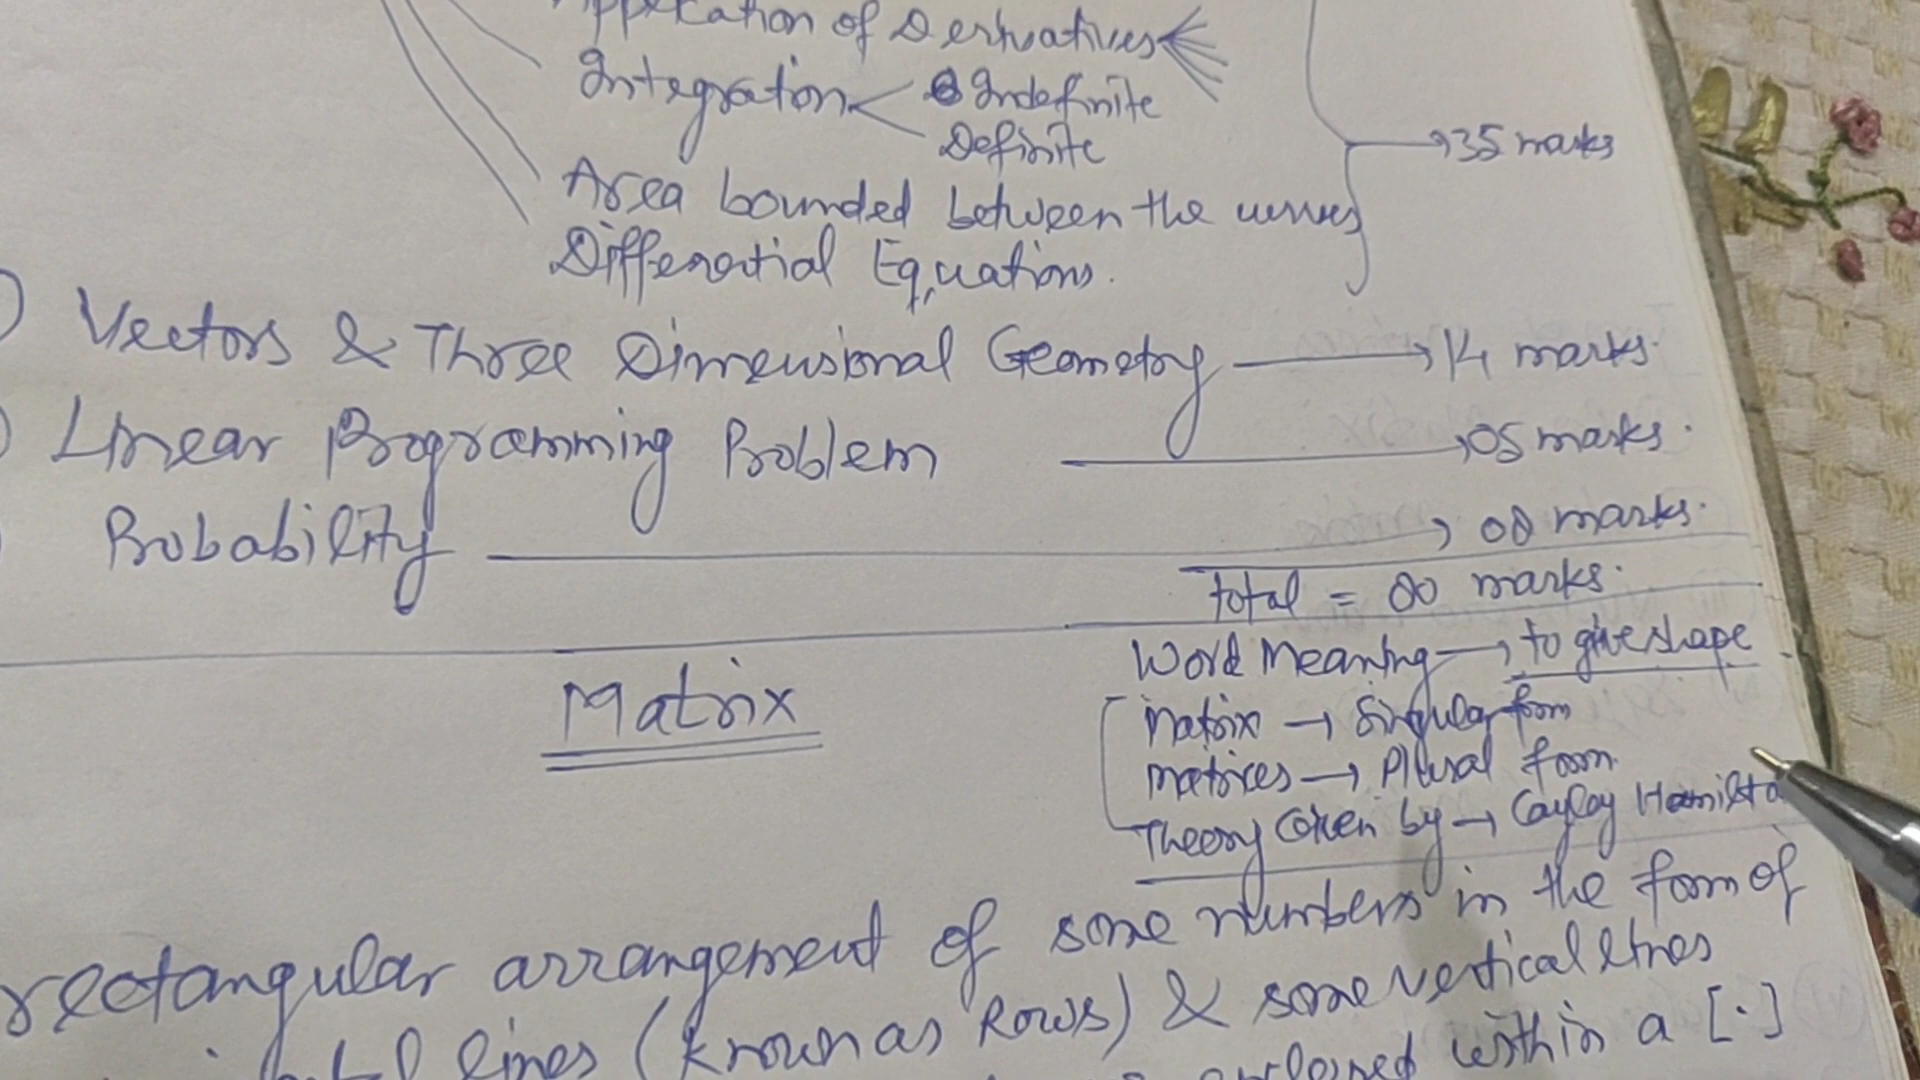 Application of Derivatives
Integration
Indefinite
Definite
→ 35 marks
Area bounded between the curves
Differential Equations.
Vectors & Three Dimensional Geometry → 14 marks.
Linear Programming Problem → 05 marks.
Probability → 08 marks.
total = 80 marks.
Word Meaning → to give shape
Matrix
Matrix → Singular form
Matrices → Plural form.
Theory Given by → Cayley
rectangular arrangement of some numbers in the form of
lines (known as Rows) & some vertical lines
enclosed within a [.]